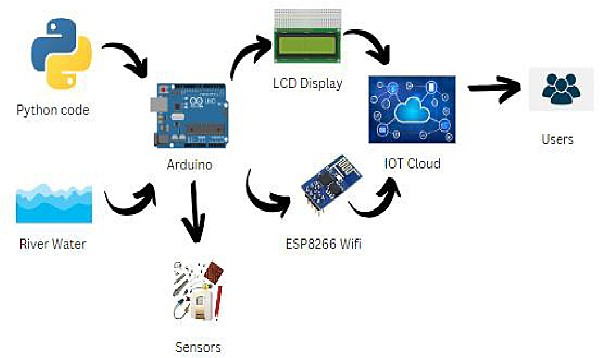 LCD Display
Python code
Arduino
IOT Cloud
Users
River Water
ESP8266 Wifi
Sensors